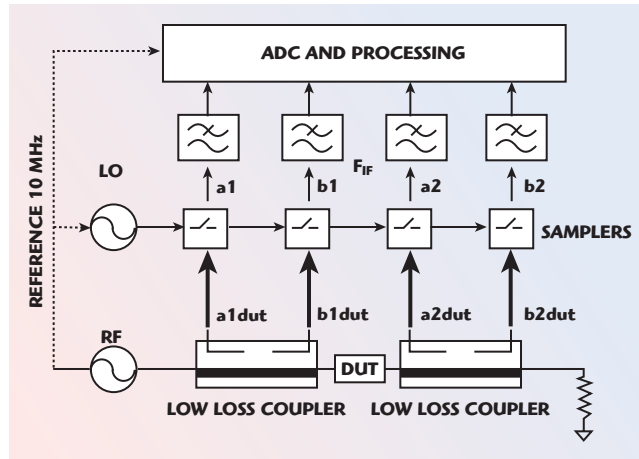 ADC AND PROCESSING
LO
F_IF
a1
b1
a2
b2
SAMPLERS
REFERENCE 10 MHz
a1dut
b1dut
a2dut
b2dut
RF
DUT
LOW LOSS COUPLER
LOW LOSS COUPLER